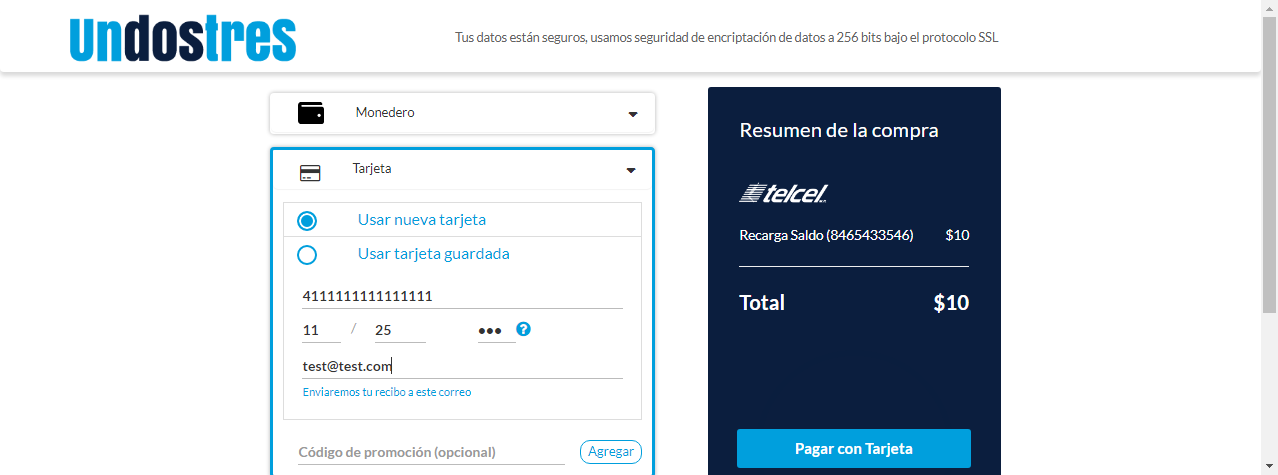 undostres
Tus datos están seguros, usamos seguridad de encriptación de datos a 256 bits bajo el protocolo SSL
Monedero
Tarjeta
Usar nueva tarjeta
Usar tarjeta guardada
4111111111111111
11 / 25 ••• ?
test@test.com
Enviaremos tu recibo a este correo
Código de promoción (opcional) Agregar
Resumen de la compra
telcel
Recarga Saldo (8465433546) $10
Total $10
Pagar con Tarjeta